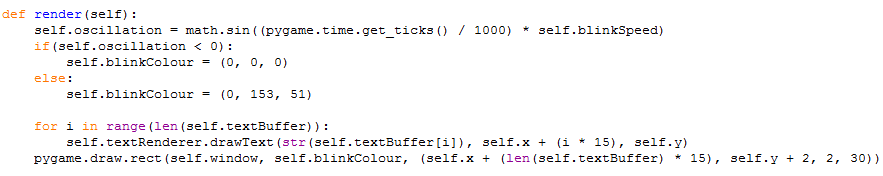 def render(self):
    self.oscillation = math.sin((pygame.time.get_ticks() / 1000) * self.blinkSpeed)
    if(self.oscillation < 0):
        self.blinkColour = (0, 0, 0)
    else:
        self.blinkColour = (0, 153, 51)

    for i in range(len(self.textBuffer)):
        self.textRenderer.drawText(str(self.textBuffer[i]), self.x + (i * 15), self.y)
    pygame.draw.rect(self.window, self.blinkColour, (self.x + (len(self.textBuffer) * 15), self.y + 2, 2, 30))